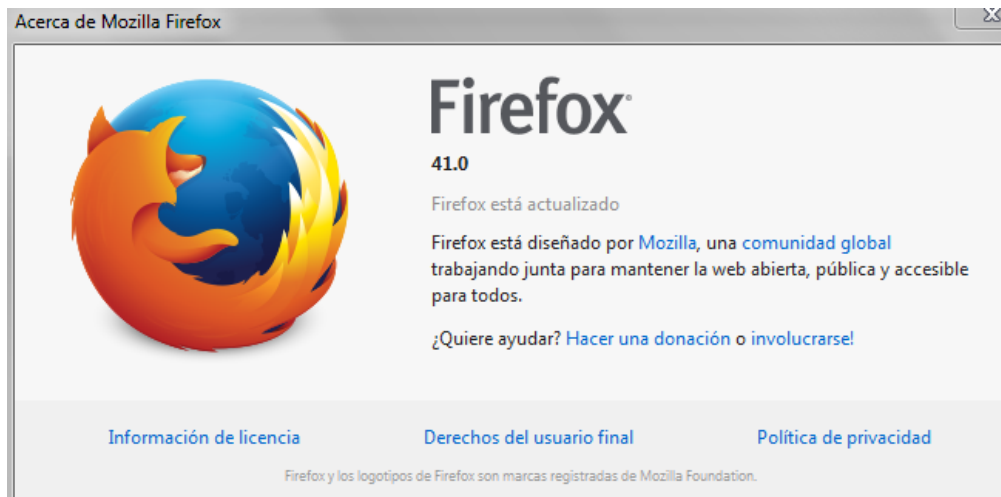 Acerca de Mozilla Firefox
Firefox
41.0
Firefox está actualizado
Firefox está diseñado por Mozilla, una comunidad global
trabajando junta para mantener la web abierta, pública y accesible
para todos.
¿Quiere ayudar? Hacer una donación o involucrarse!
Información de licencia Derechos del usuario final Política de privacidad
Firefox y los logotipos de Firefox son marcas registradas de Mozilla Foundation.